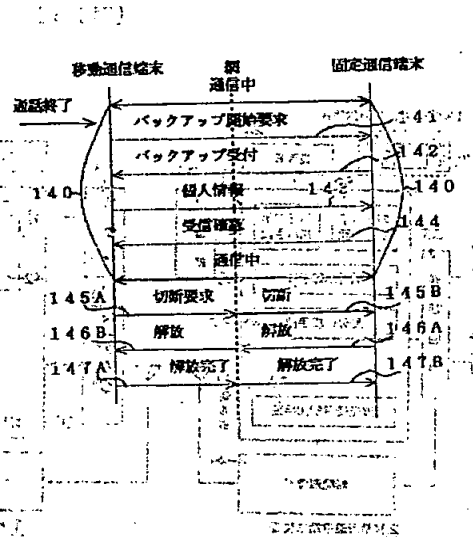 移動通信端末 網 固定通信端末
通信中
通話終了
バックアップ開始要求 141
バックアップ受付 142
140 個人情報 143 140
受信確認 144
通信中
145A 切断要求 切断 145B
146B 解放 解放 146A
147A 解放完了 解放完了 147B